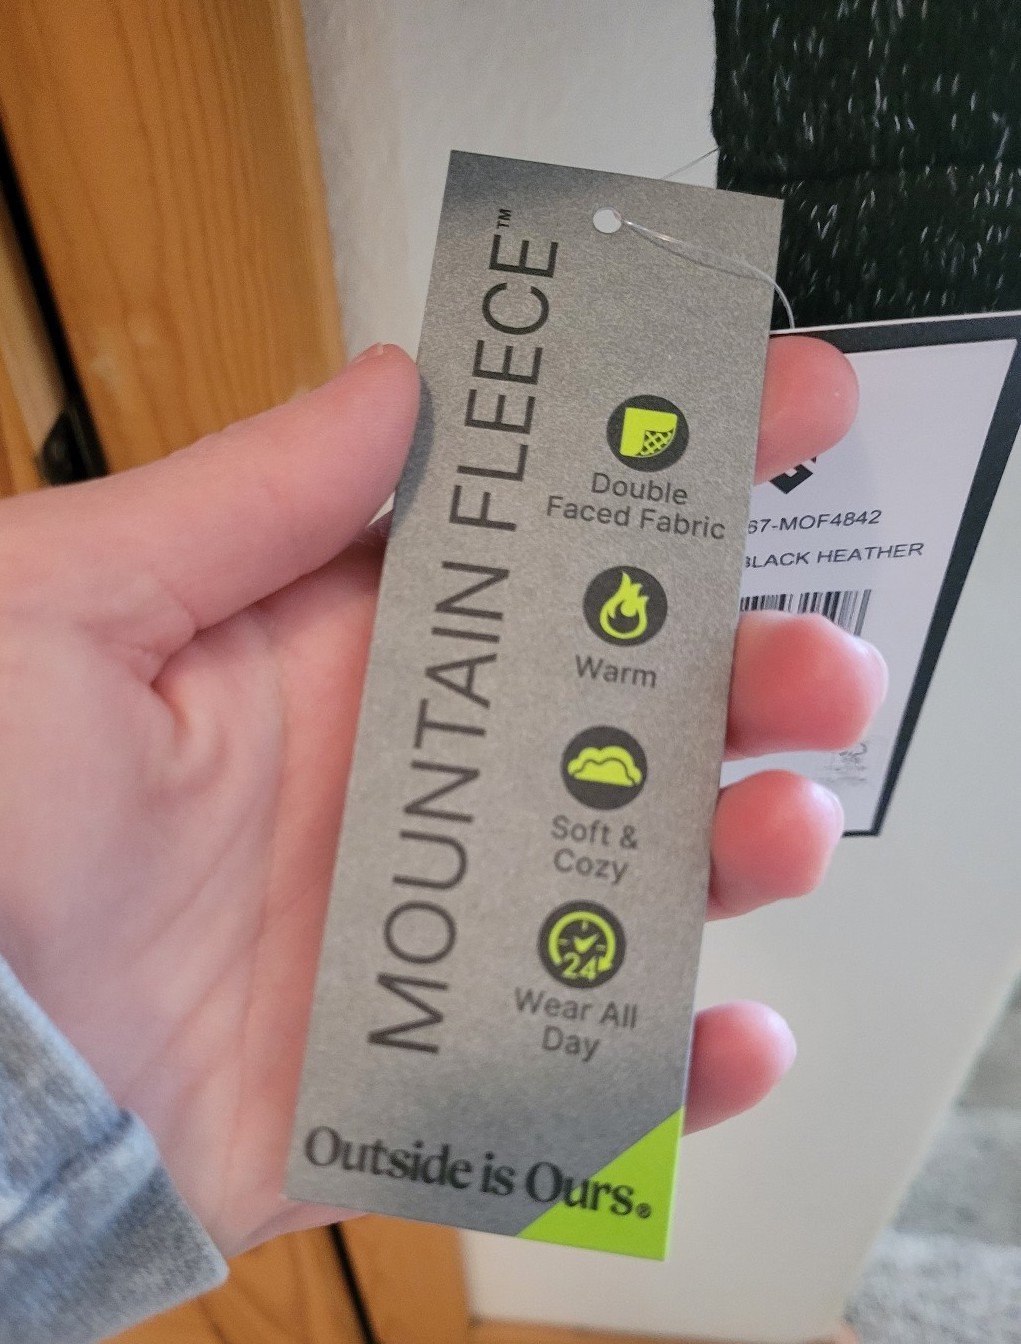 MOUNTAIN FLEECE™
Double
Faced Fabric
Warm
Soft &
Cozy
24
Wear All
Day
Outside is Ours®
67-MOF4842
BLACK HEATHER